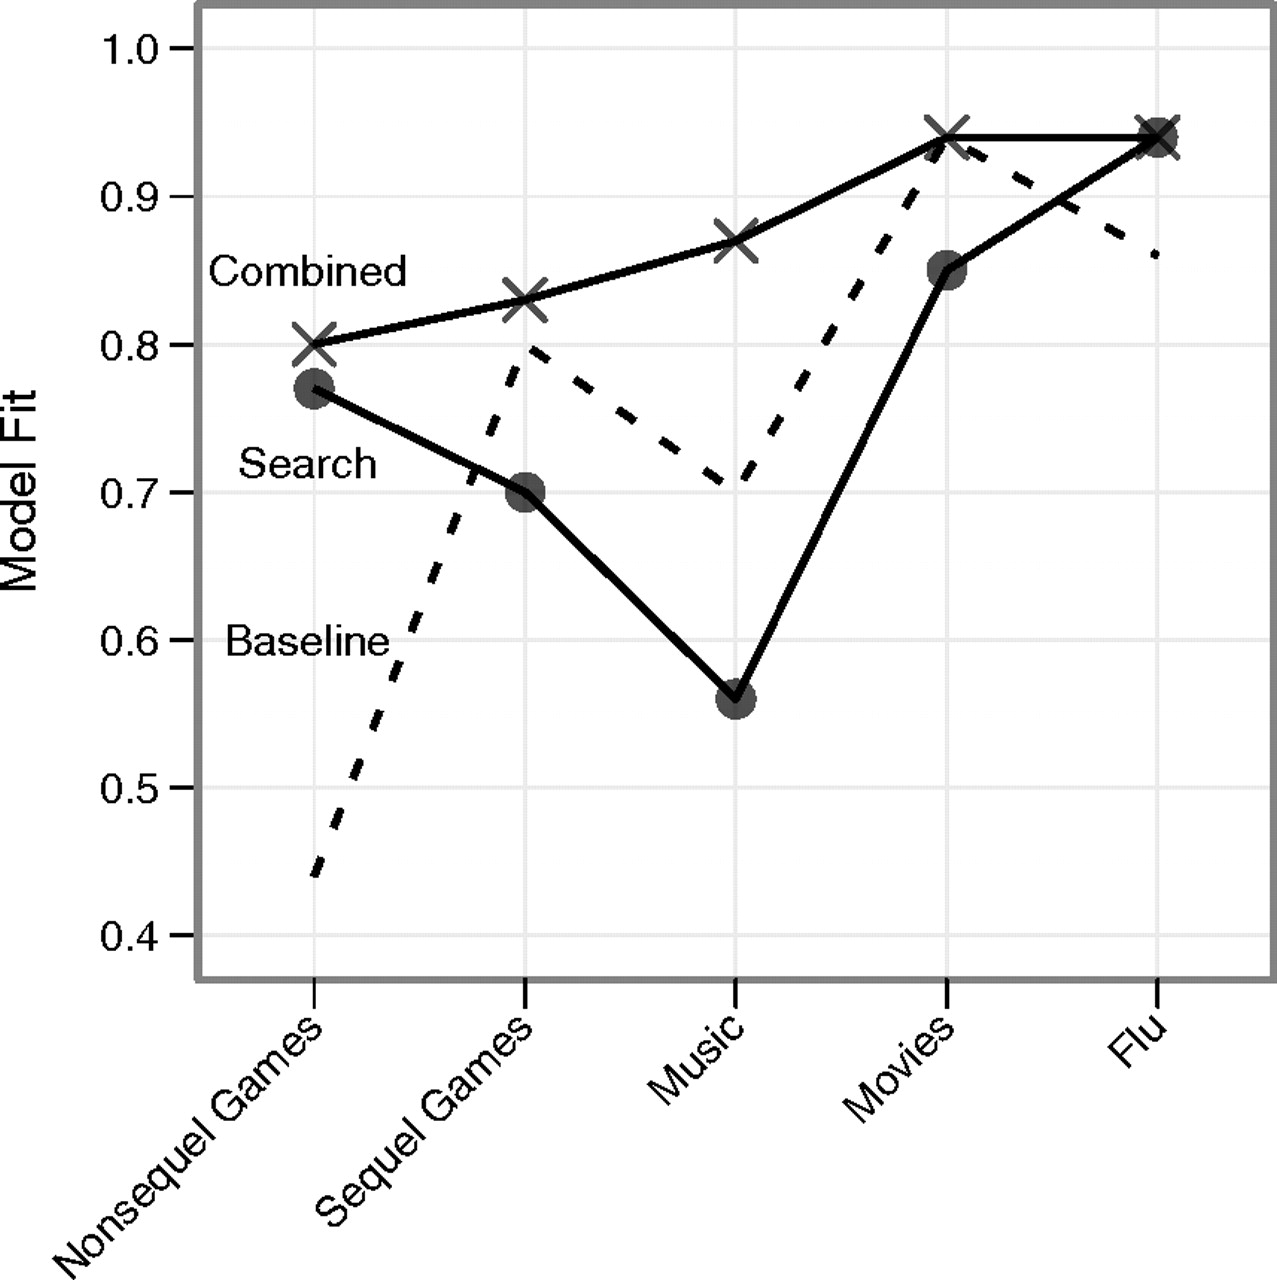 1.0
0.9
0.8
0.7
0.6
0.5
0.4
Model Fit
Combined
Search
Baseline
Nonsequel Games
Sequel Games
Music
Movies
Flu